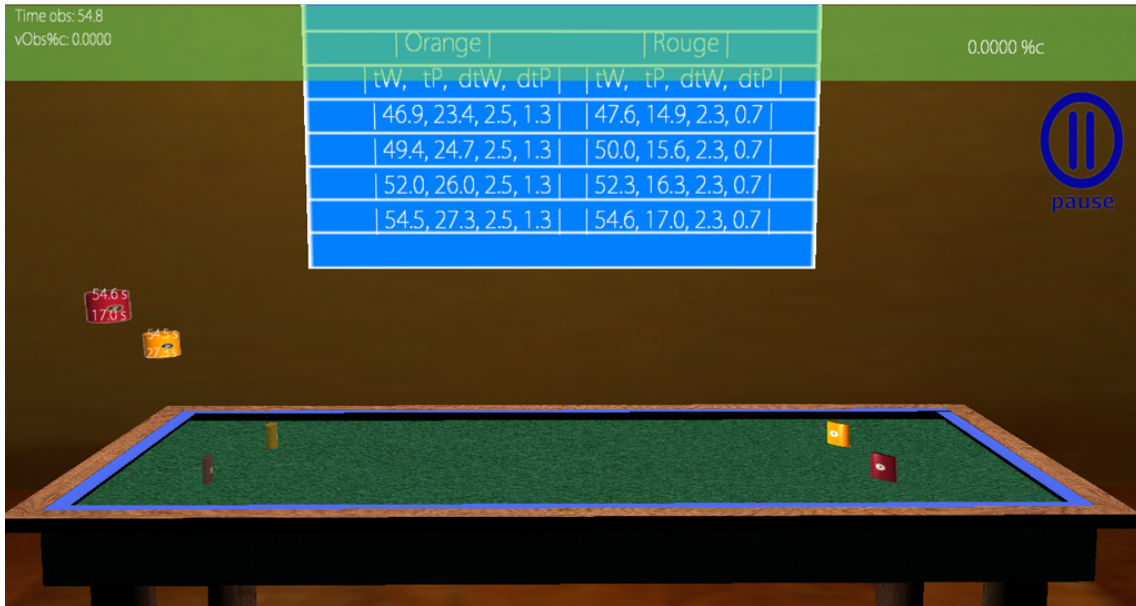 Time obs: 54.8
vObs%c: 0.0000
| Orange | | Rouge |
0.0000 %c
| tW, tP, dtW, dtP | | tW, tP, dtW, dtP |
| 46.9, 23.4, 2.5, 1.3 | | 47.6, 14.9, 2.3, 0.7 |
| 49.4, 24.7, 2.5, 1.3 | | 50.0, 15.6, 2.3, 0.7 |
| 52.0, 26.0, 2.5, 1.3 | | 52.3, 16.3, 2.3, 0.7 |
| 54.5, 27.3, 2.5, 1.3 | | 54.6, 17.0, 2.3, 0.7 |
pause
54.6 s
17.0 s
54.5 s
27.3 s